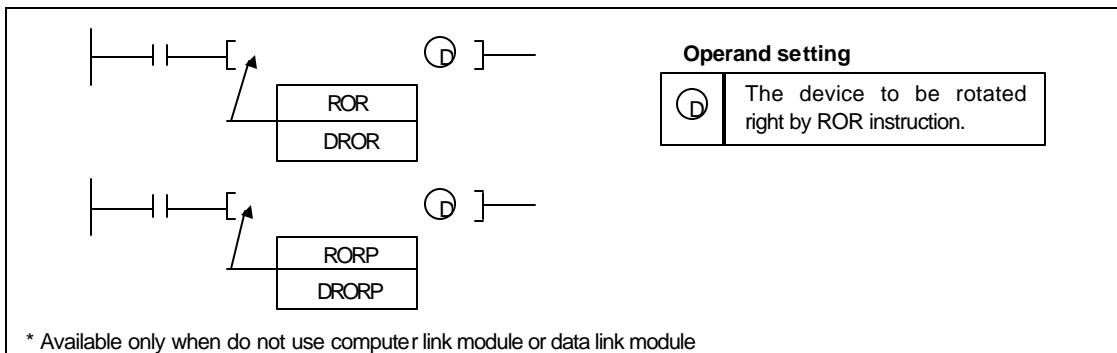 D
Operand setting
D
The device to be rotated
right by ROR instruction.
ROR
DROR
D
RORP
DRORP
* Available only when do not use computer link module or data link module